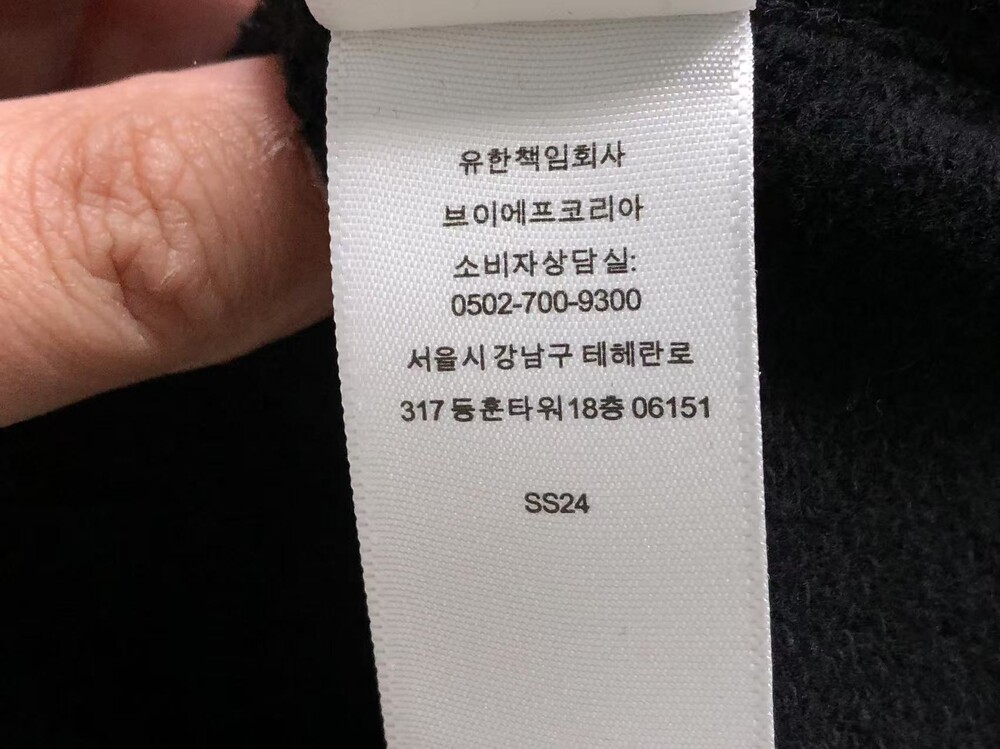 유한책임회사
브이에프코리아
소비자상담실:
0502-700-9300
서울시 강남구 테헤란로
317 등훈타워 18층 06151
SS24